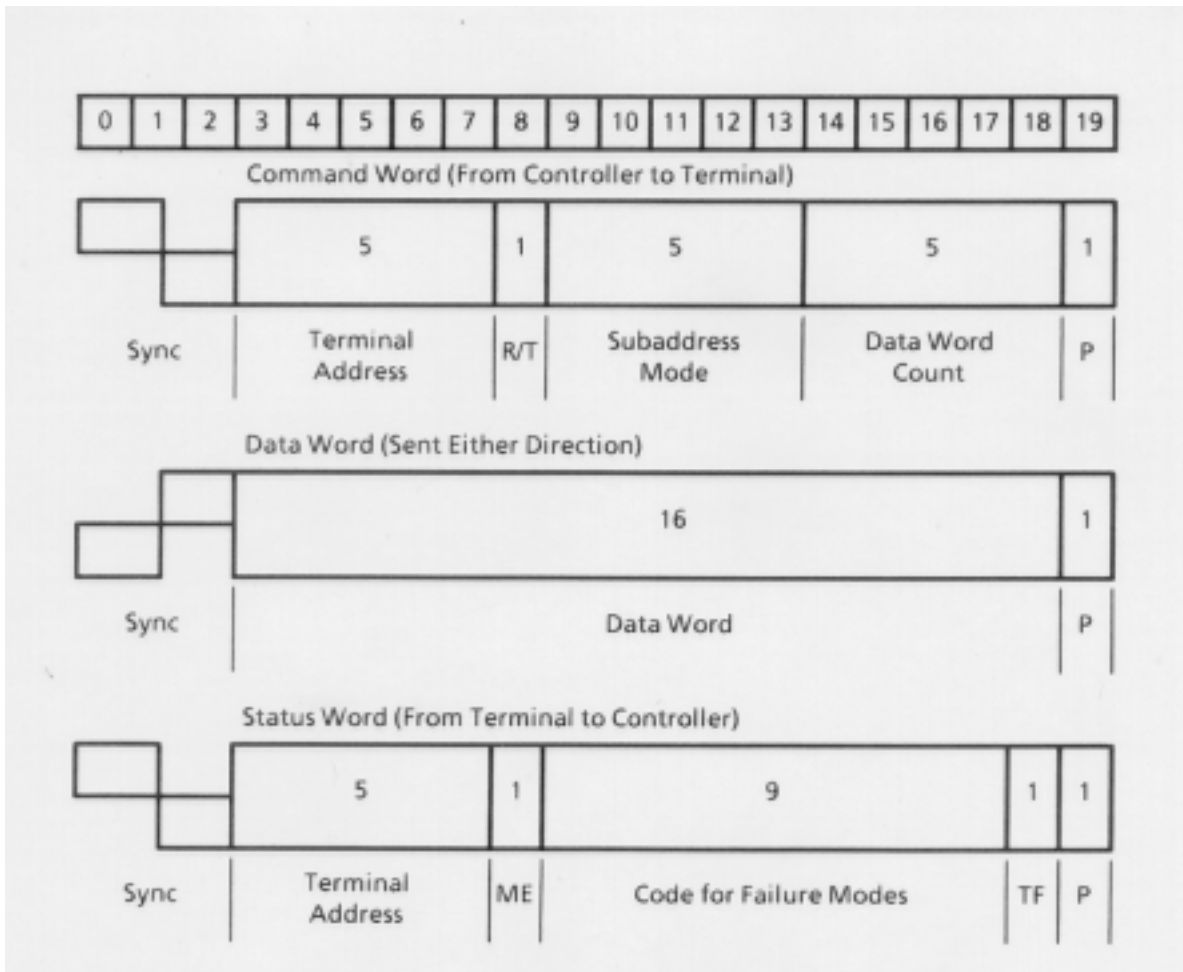 0 1 2 3 4 5 6 7 8 9 10 11 12 13 14 15 16 17 18 19
Command Word (From Controller to Terminal)
5 1 5 5 1
Sync Terminal Address R/T Subaddress Mode Data Word Count P
Data Word (Sent Either Direction)
16 1
Sync Data Word P
Status Word (From Terminal to Controller)
5 1 9 1 1
Sync Terminal Address ME Code for Failure Modes TF P